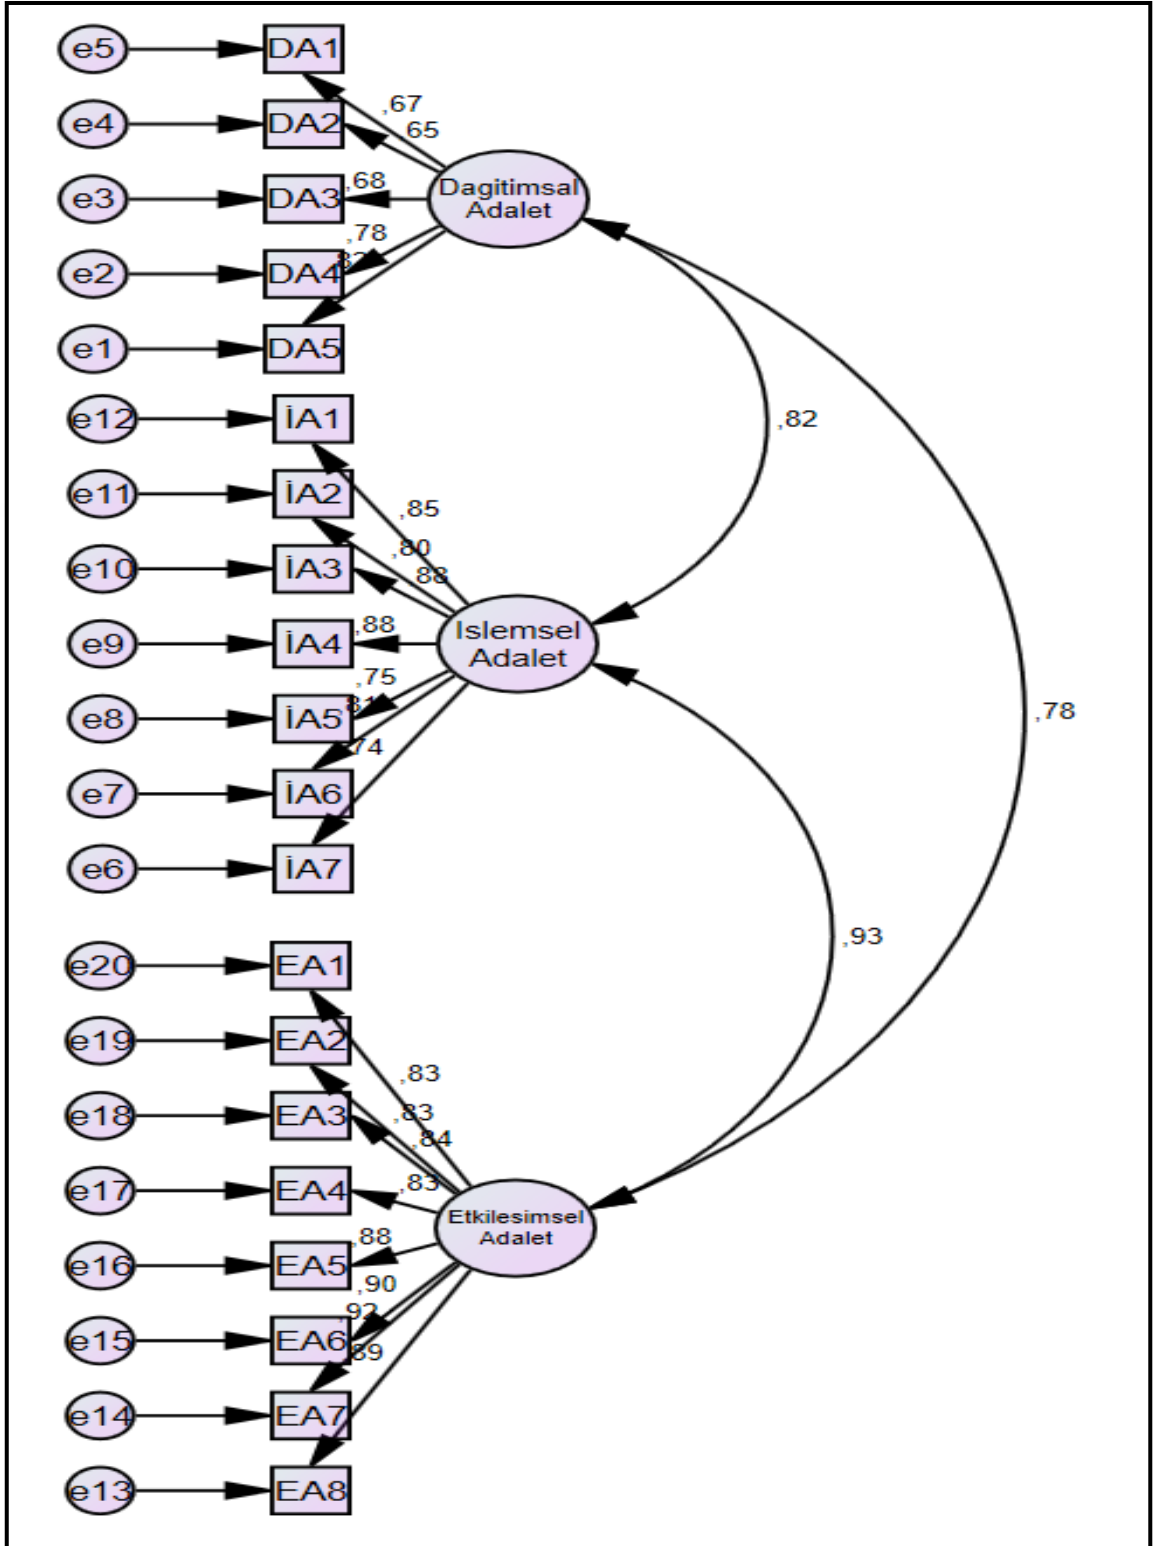 e5
DA1
,67
e4
DA2
,65
e3
DA3
,68
Dagitimsal
Adalet
,78
e2
DA4
e1
DA5
,82
e12
İA1
e11
İA2
,85
,80
e10
İA3
,88
e9
İA4
,88
Islemsel
Adalet
,75
e8
İA5
,81
,78
,74
e7
İA6
e6
İA7
,93
e20
EA1
e19
EA2
,83
e18
EA3
,83
,84
e17
EA4
,83
Etkilesimsel
Adalet
,88
e16
EA5
,90
,92
e15
EA6
,89
e14
EA7
e13
EA8